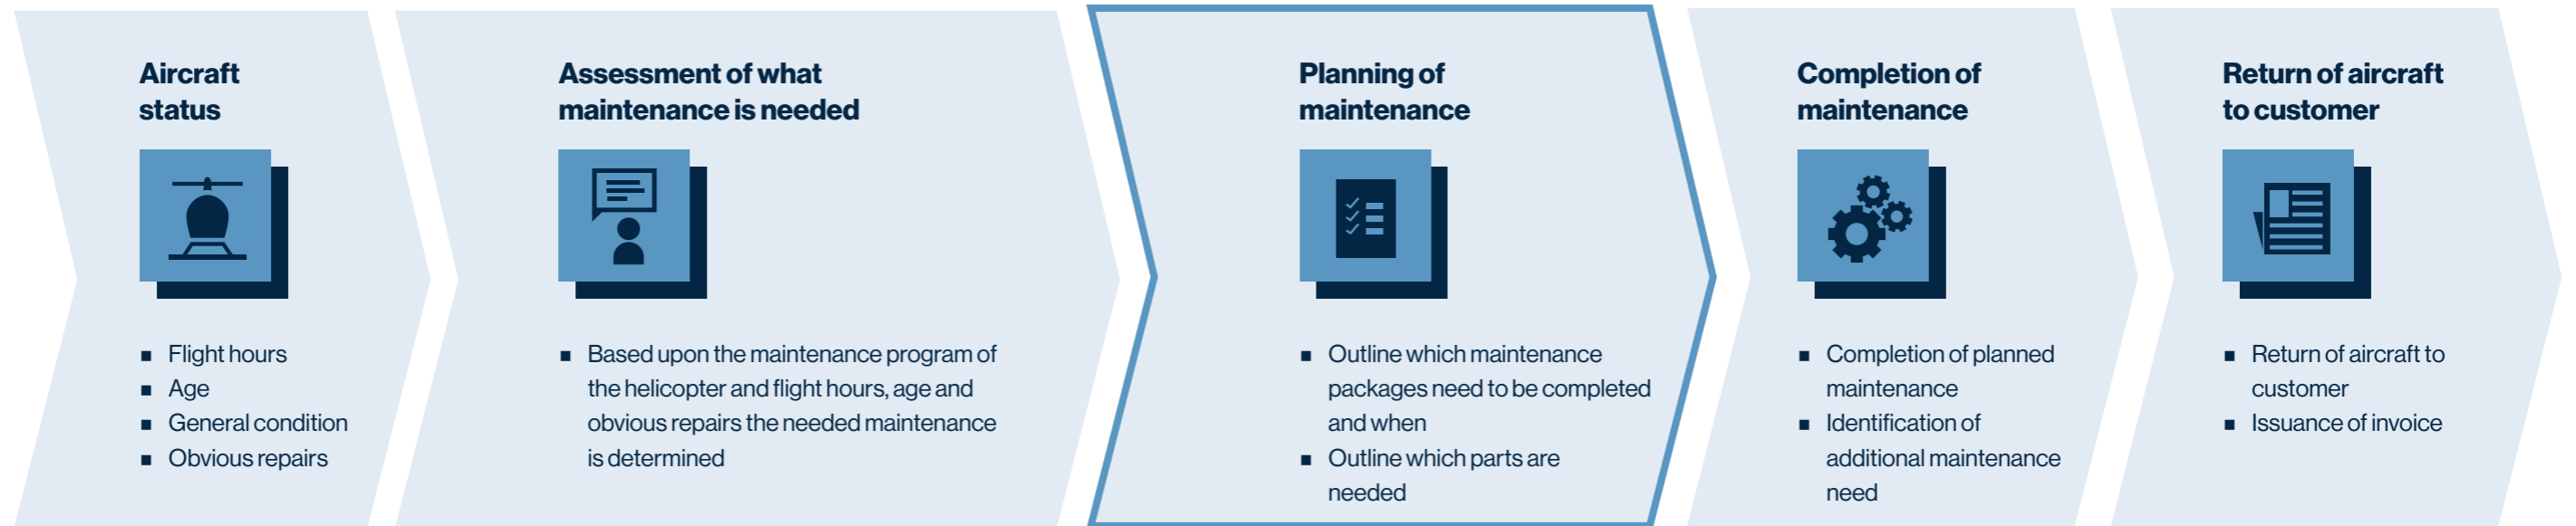 Aircraft
status
■ Flight hours
■ Age
■ General condition
■ Obvious repairs
Assessment of what
maintenance is needed
■ Based upon the maintenance program of
the helicopter and flight hours, age and
obvious repairs the needed maintenance
is determined
Planning of
maintenance
■ Outline which maintenance
packages need to be completed
and when
■ Outline which parts are
needed
Completion of
maintenance
■ Completion of planned
maintenance
■ Identification of
additional maintenance
need
Return of aircraft
to customer
■ Return of aircraft to
customer
■ Issuance of invoice